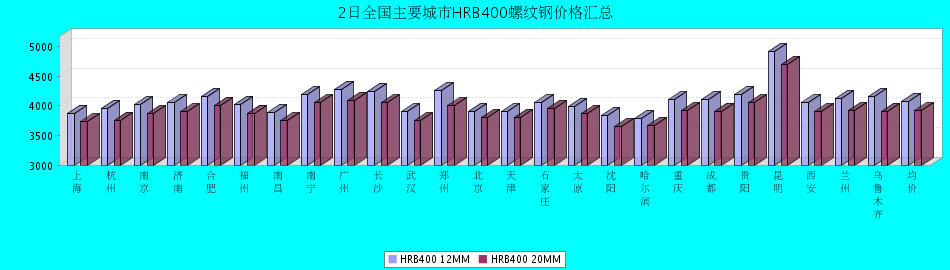 2日全国主要城市HRB400螺纹钢价格汇总
5000
4500
4000
3500
3000
上海
杭州
南京
济南
合肥
福州
南昌
南宁
广州
长沙
武汉
郑州
北京
天津
石家庄
太原
沈阳
哈尔滨
重庆
成都
贵阳
昆明
西安
兰州
乌鲁木齐
均价
HRB400 12MM
HRB400 20MM